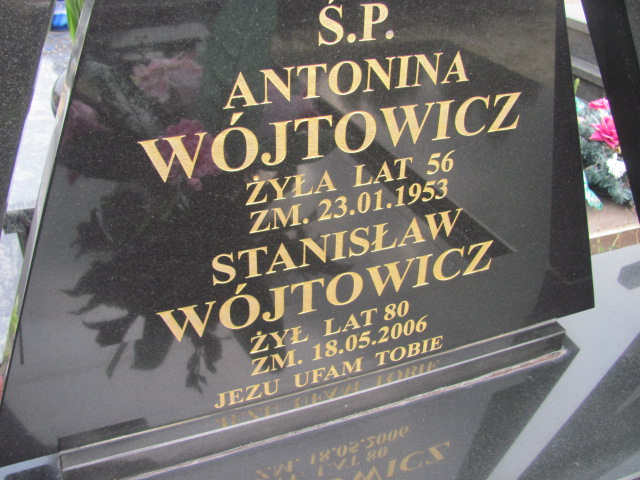 Ś.P.
ANTONINA
WÓJTOWICZ
ŻYŁA LAT 56
ZM. 23.01.1953
STANISŁAW
WÓJTOWICZ
ŻYŁ LAT 80
ZM. 18.05.2006
JEZU UFAM TOBIE